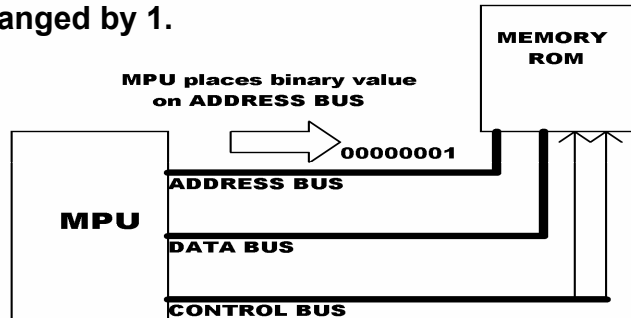 anged by 1.
MEMORY
ROM
MPU places binary value
on ADDRESS BUS
00000001
ADDRESS BUS
MPU
DATA BUS
CONTROL BUS